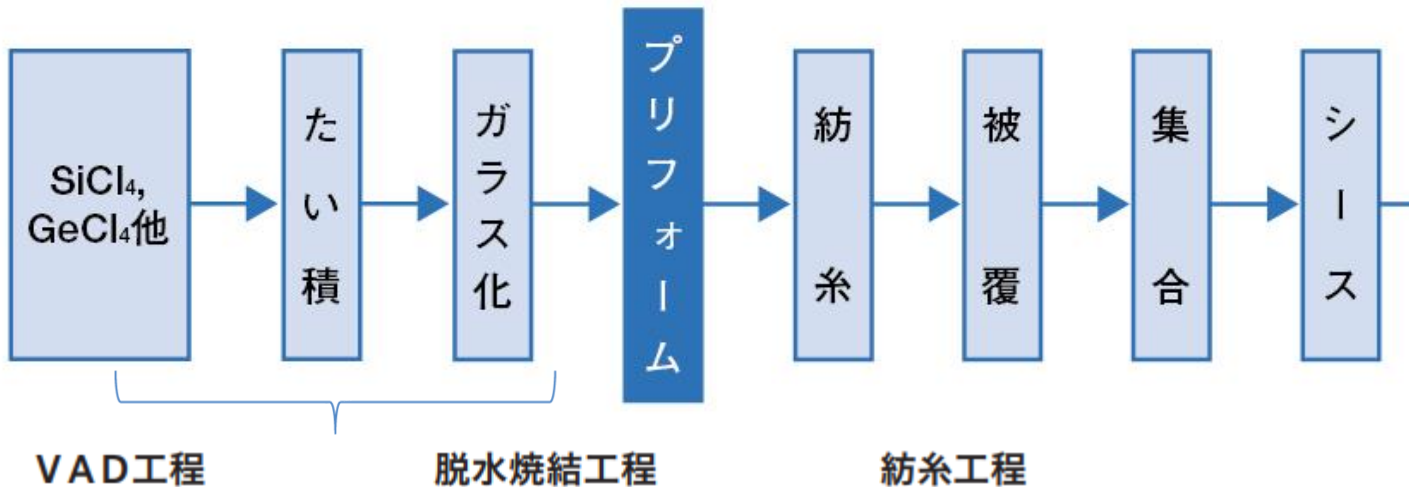 SiCl₄,
GeCl₄他
たい積
ガラス化
プリフォーム
紡糸
被覆
集合
シース
VAD工程
脱水焼結工程
紡糸工程